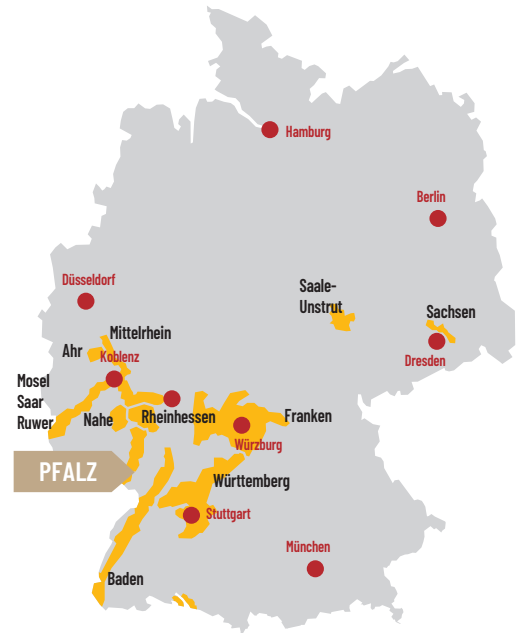 Hamburg
Berlin
Düsseldorf
Saale-
Unstrut
Sachsen
Mittelrhein
Ahr
Koblenz
Dresden
Mosel
Saar
Ruwer
Nahe
Rheinhessen
Franken
Würzburg
PFALZ
Württemberg
Stuttgart
München
Baden